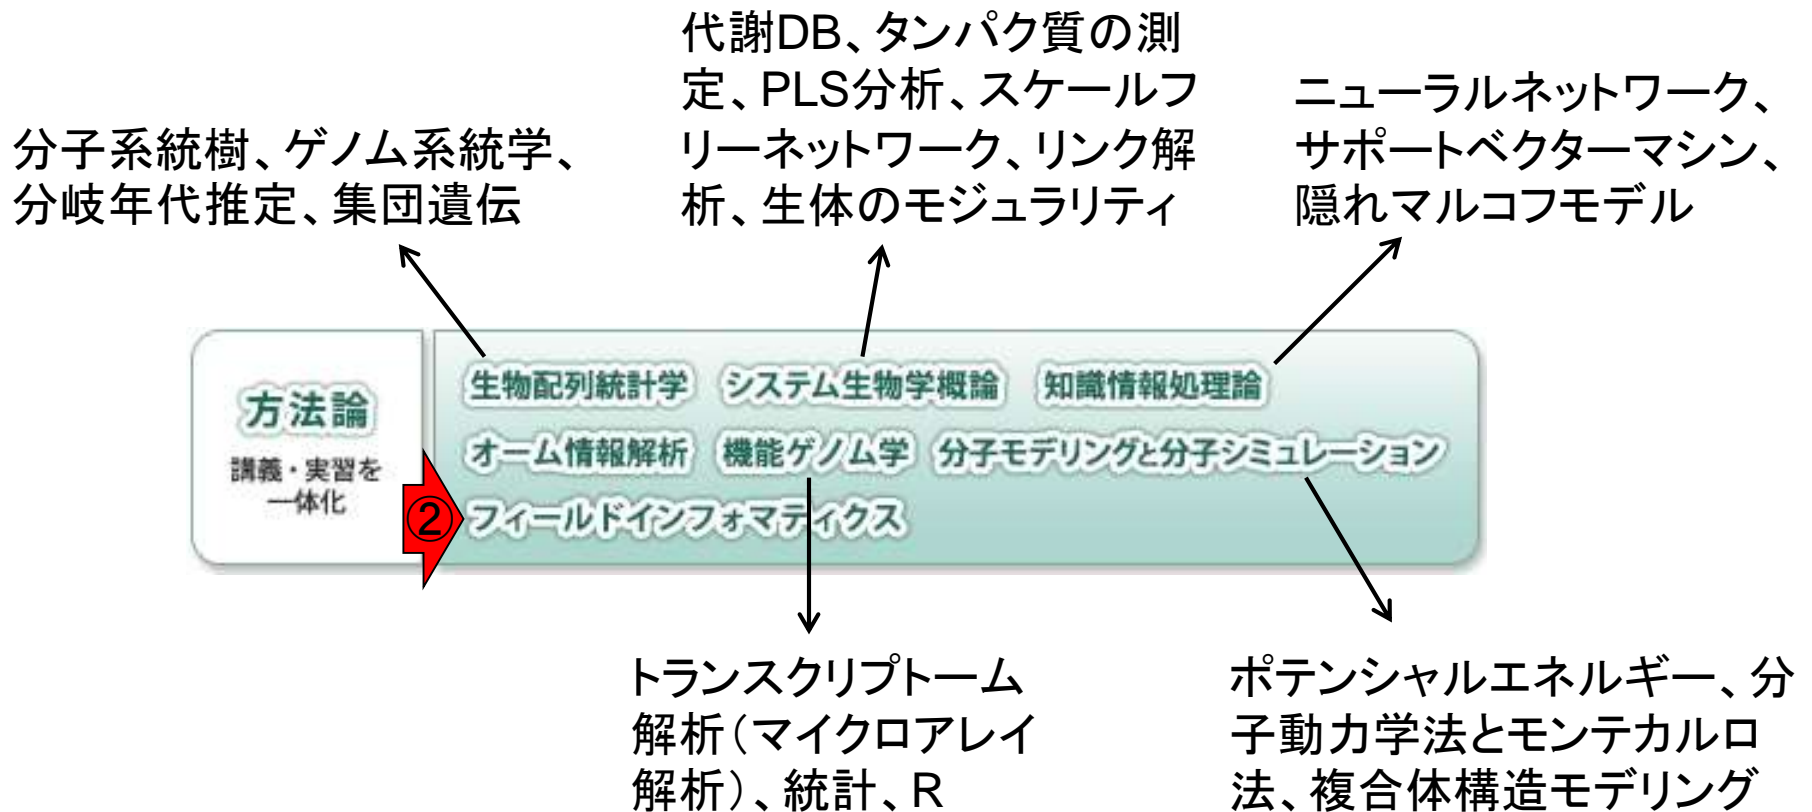 代謝DB、タンパク質の測
定、PLS分析、スケールフ
リーネットワーク、リンク解
析、生体のモジュラリティ
ニューラルネットワーク、
サポートベクターマシン、
隠れマルコフモデル
分子系統樹、ゲノム系統学、
分岐年代推定、集団遺伝
方法論
講義・実習を
一体化
生物配列統計学 システム生物学概論 知識情報処理論
オーム情報解析 機能ゲノム学 分子モデリングと分子シミュレーション
② フィールドインフォマティクス
トランスクリプトーム
解析(マイクロアレイ
解析)、統計、R
ポテンシャルエネルギー、分
子動力学法とモンテカルロ
法、複合体構造モデリング